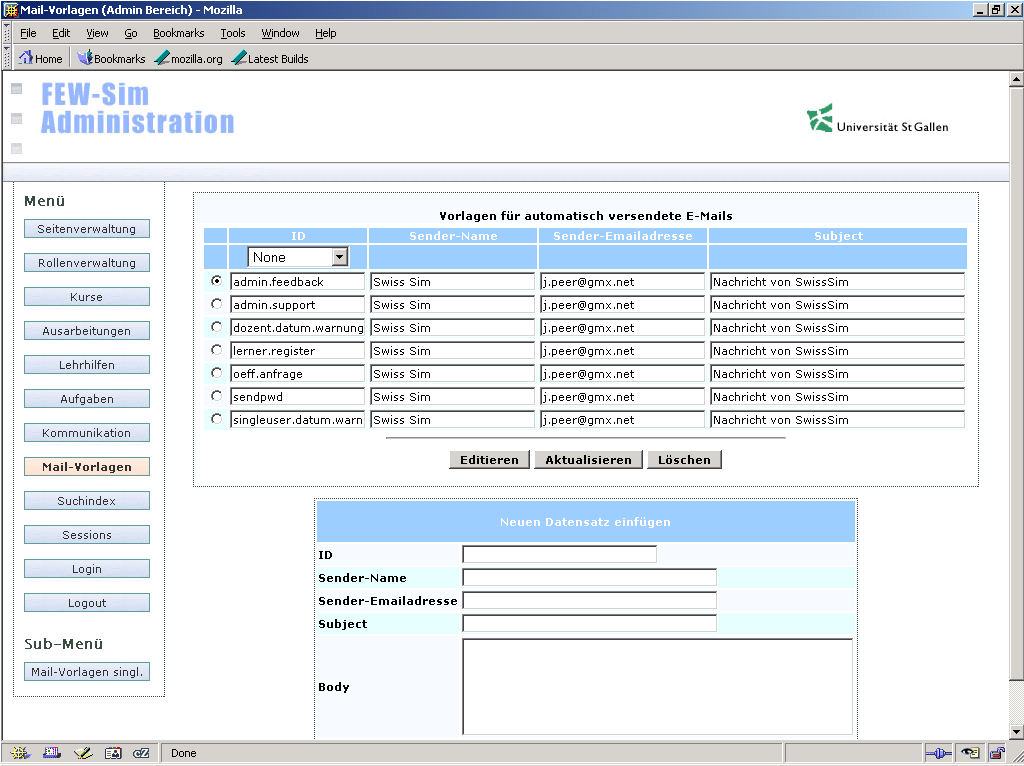 Mail-Vorlagen (Admin Bereich) - Mozilla
File Edit View Go Bookmarks Tools Window Help
Home Bookmarks mozilla.org Latest Builds
FEW-Sim
Administration
Universität St Gallen
Menü
Seitenverwaltung
Rollenverwaltung
Kurse
Ausarbeitungen
Lehrhilfen
Aufgaben
Kommunikation
Mail-Vorlagen
Suchindex
Sessions
Login
Logout
Sub-Menü
Mail-Vorlagen singl.
Vorlagen für automatisch versendete E-Mails
ID Sender-Name Sender-Emailadresse Subject
None
admin.feedback Swiss Sim j.peer@gmx.net Nachricht von SwissSim
admin.support Swiss Sim j.peer@gmx.net Nachricht von SwissSim
dozent.datum.warnung Swiss Sim j.peer@gmx.net Nachricht von SwissSim
lerner.register Swiss Sim j.peer@gmx.net Nachricht von SwissSim
oeff.anfrage Swiss Sim j.peer@gmx.net Nachricht von SwissSim
sendpwd Swiss Sim j.peer@gmx.net Nachricht von SwissSim
singleuser.datum.warn Swiss Sim j.peer@gmx.net Nachricht von SwissSim
Editieren Aktualisieren Löschen
Neuen Datensatz einfügen
ID
Sender-Name
Sender-Emailadresse
Subject
Body
cZ Done